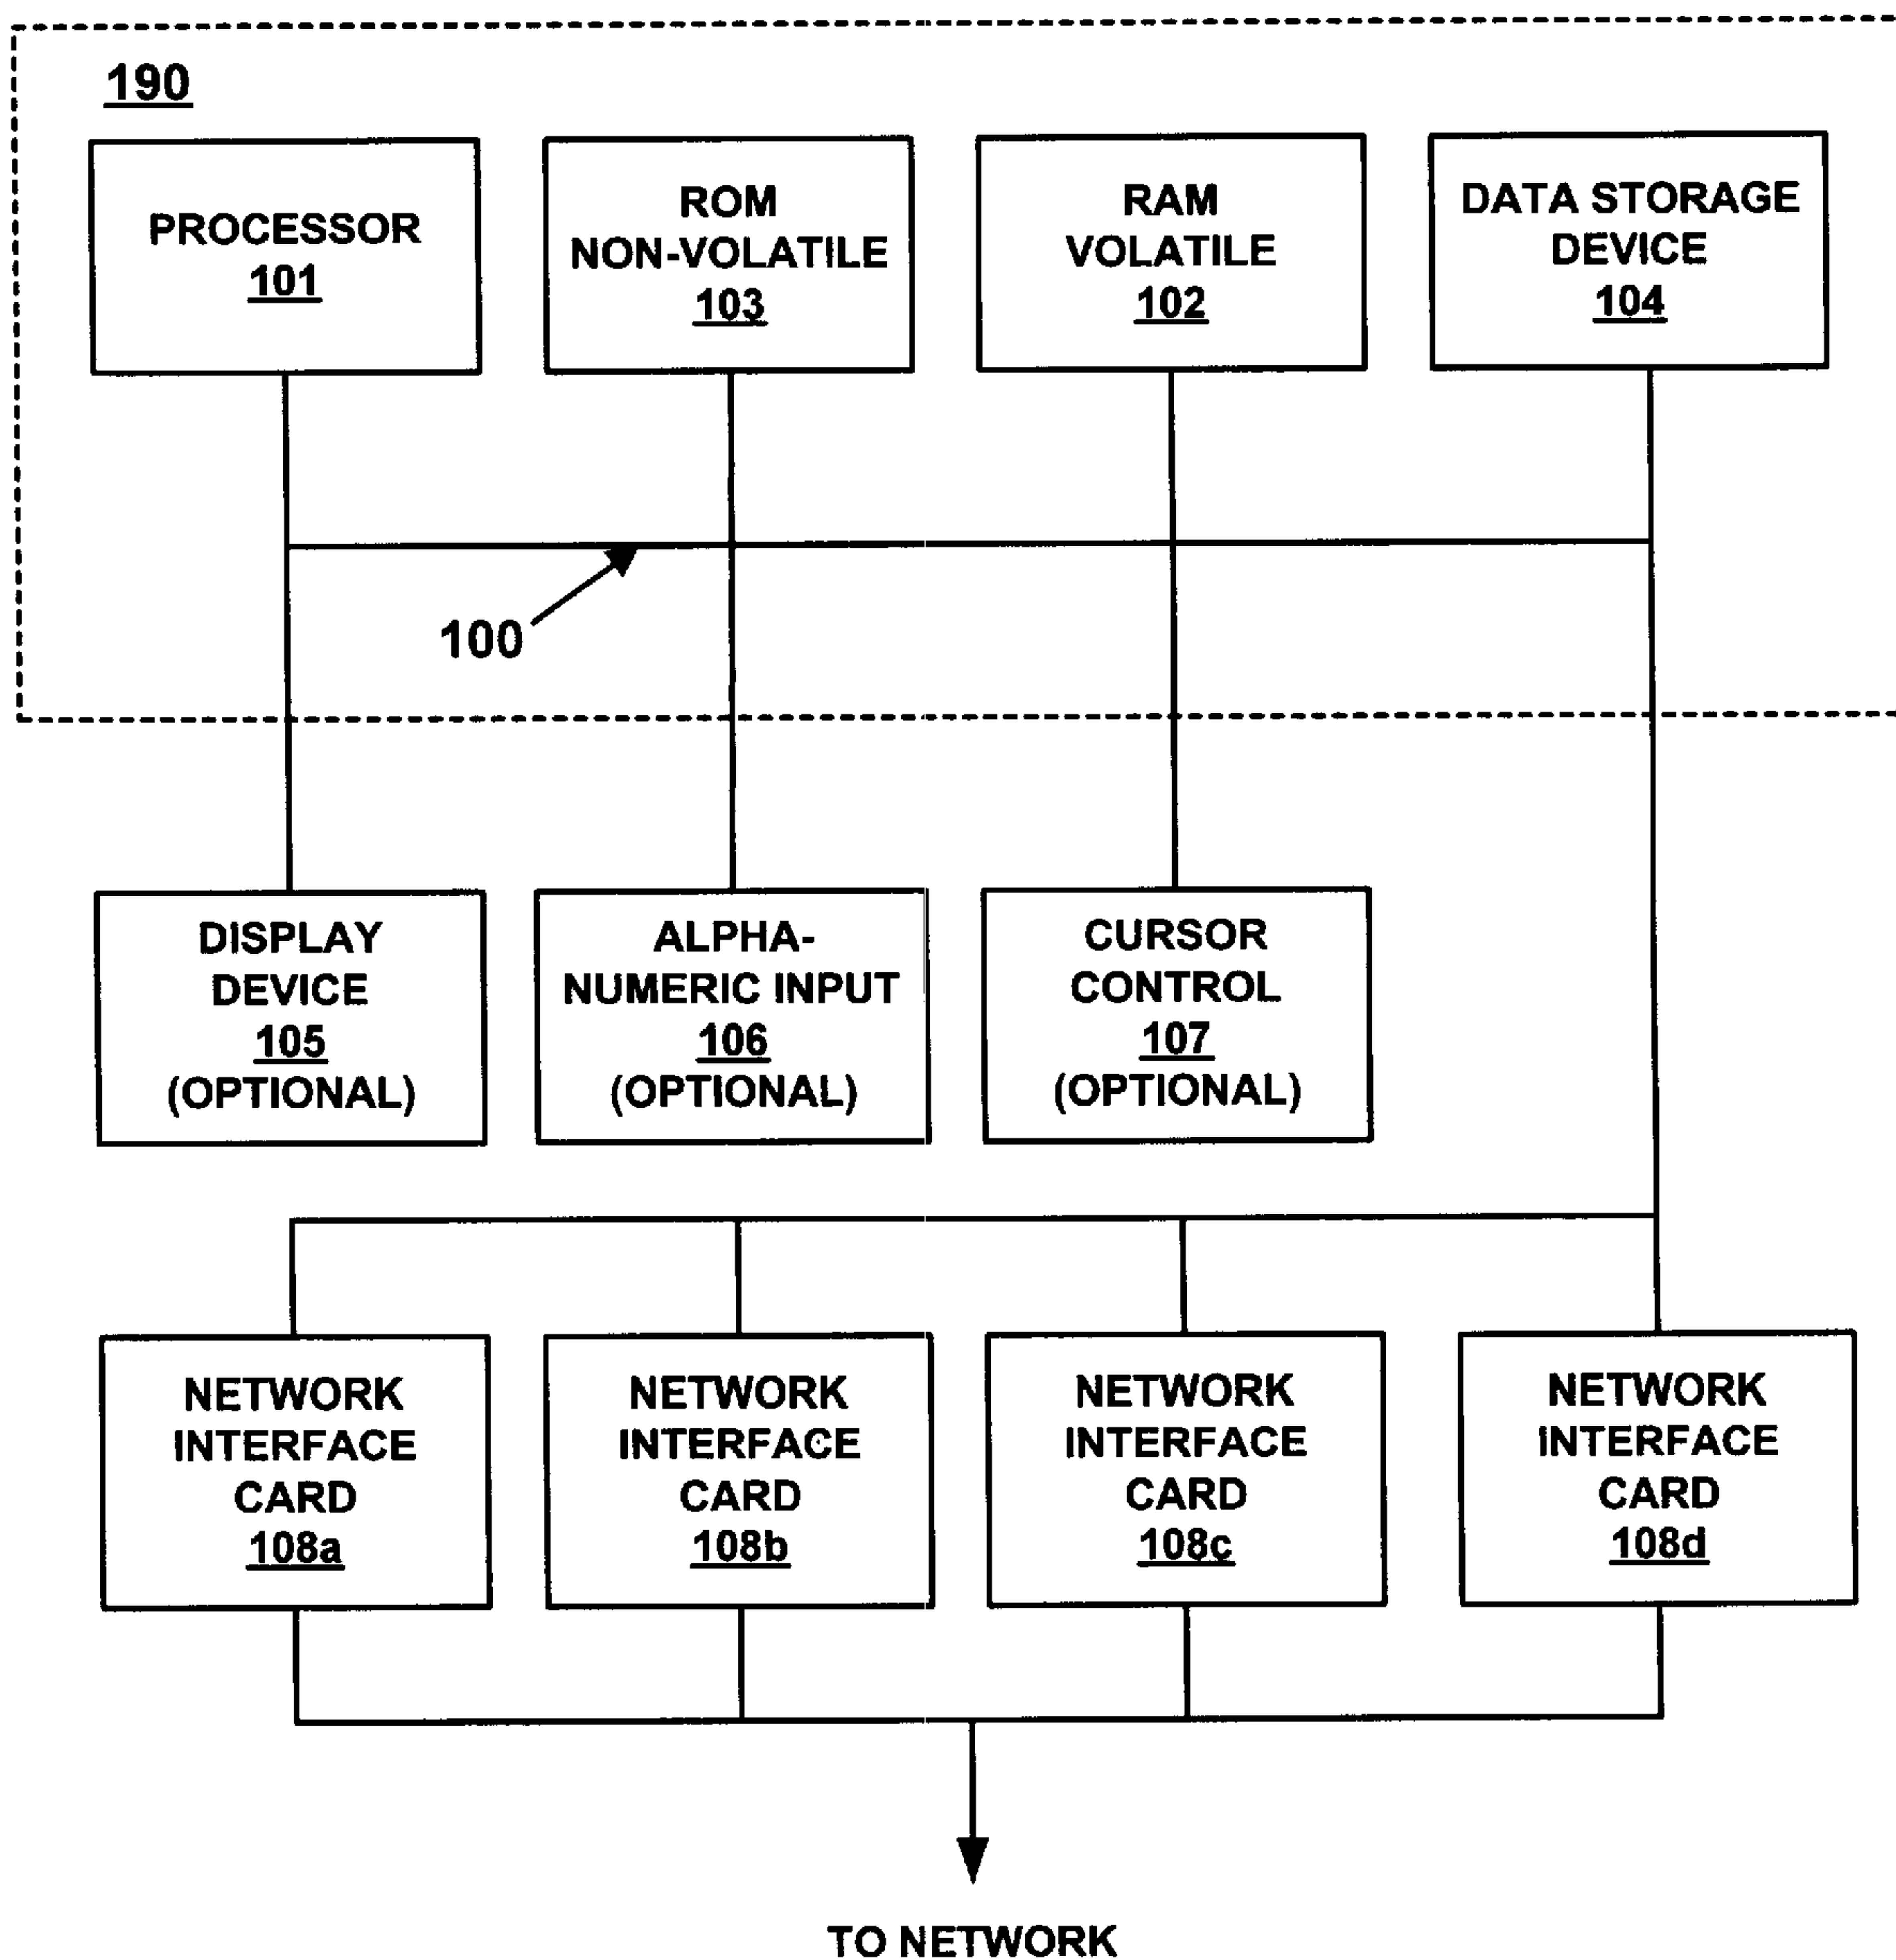 190
PROCESSOR
101
ROM
NON-VOLATILE
103
RAM
VOLATILE
102
DATA STORAGE
DEVICE
104
100
DISPLAY
DEVICE
105
(OPTIONAL)
ALPHA-
NUMERIC INPUT
106
(OPTIONAL)
CURSOR
CONTROL
107
(OPTIONAL)
NETWORK
INTERFACE
CARD
108a
NETWORK
INTERFACE
CARD
108b
NETWORK
INTERFACE
CARD
108c
NETWORK
INTERFACE
CARD
108d
TO NETWORK